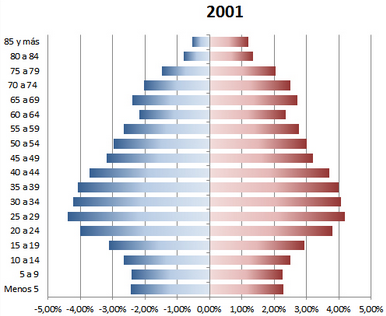 2001
85 y más
80 a 84
75 a 79
70 a 74
65 a 69
60 a 64
55 a 59
50 a 54
45 a 49
40 a 44
35 a 39
30 a 34
25 a 29
20 a 24
15 a 19
10 a 14
5 a 9
Menos 5
-5,00% -4,00% -3,00% -2,00% -1,00% 0,00% 1,00% 2,00% 3,00% 4,00% 5,00%